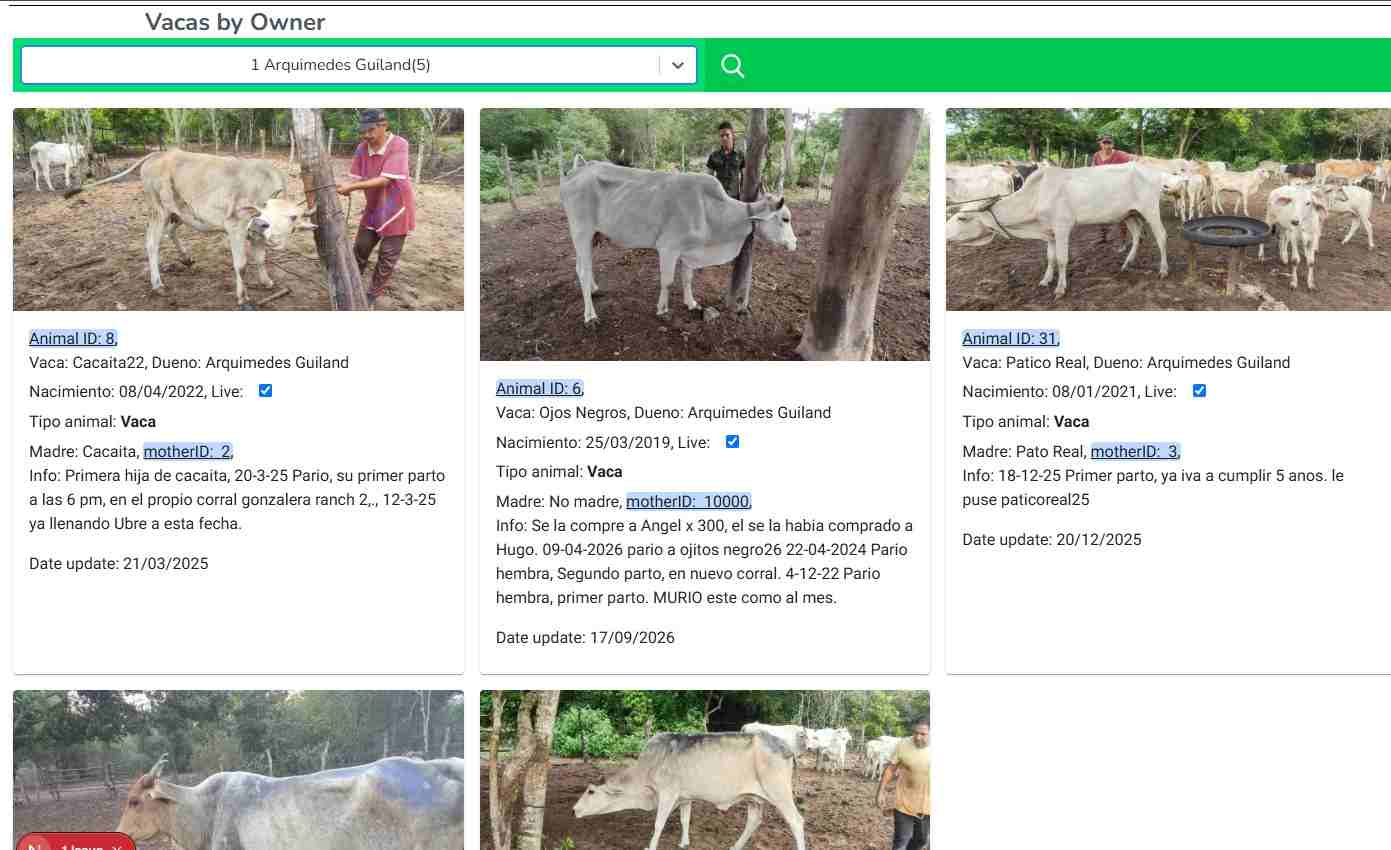 Vacas by Owner
1 Arquimedes Guiland(5)
Animal ID: 8,
Vaca: Cacaita22, Dueno: Arquimedes Guiland
Nacimiento: 08/04/2022, Live:
Tipo animal: Vaca
Madre: Cacaita, motherID: 2,
Info: Primera hija de cacaita, 20-3-25 Pario, su primer parto
a las 6 pm, en el propio corral gonzalera ranch 2,., 12-3-25
ya llenando Ubre a esta fecha.
Date update: 21/03/2025
Animal ID: 6,
Vaca: Ojos Negros, Dueno: Arquimedes Guiland
Nacimiento: 25/03/2019, Live:
Tipo animal: Vaca
Madre: No madre, motherID: 10000,
Info: Se la compre a Angel x 300, el se la habia comprado a
Hugo. 09-04-2026 pario a ojitos negro26 22-04-2024 Pario
hembra, Segundo parto, en nuevo corral. 4-12-22 Pario
hembra, primer parto. MURIO este como al mes.
Date update: 17/09/2026
Animal ID: 31,
Vaca: Patico Real, Dueno: Arquimedes Guiland
Nacimiento: 08/01/2021, Live:
Tipo animal: Vaca
Madre: Pato Real, motherID: 3,
Info: 18-12-25 Primer parto, ya iva a cumplir 5 anos. le
puse paticoreal25
Date update: 20/12/2025